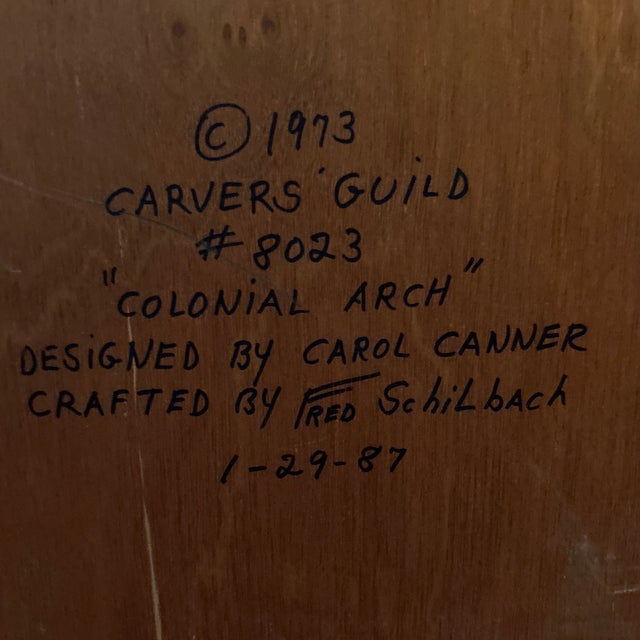 © 1973
CARVERS' GUILD
# 8023
"COLONIAL ARCH"
DESIGNED BY CAROL CANNER
CRAFTED BY FRED SchiLbach
1-29-87